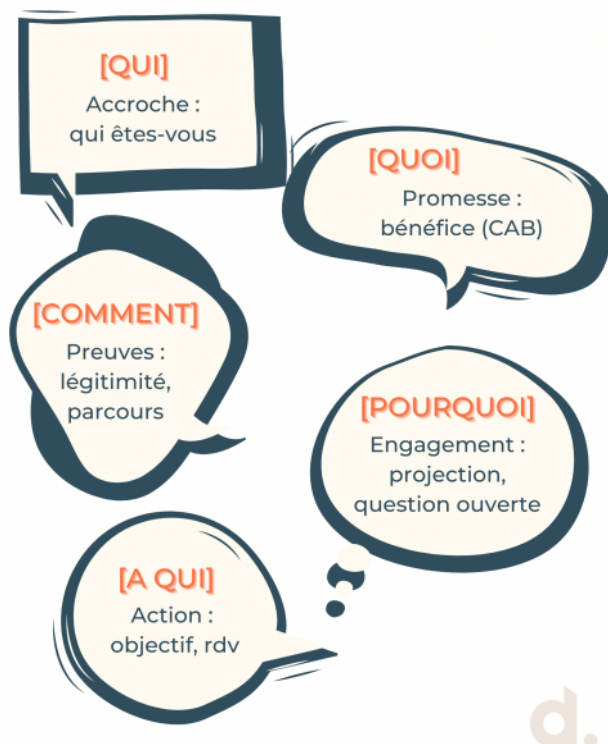 [QUI]
Accroche :
qui êtes-vous
[QUOI]
Promesse :
bénéfice (CAB)
[COMMENT]
Preuves :
légitimité,
parcours
[POURQUOI]
Engagement :
projection,
question ouverte
[A QUI]
Action :
objectif, rdv
d.